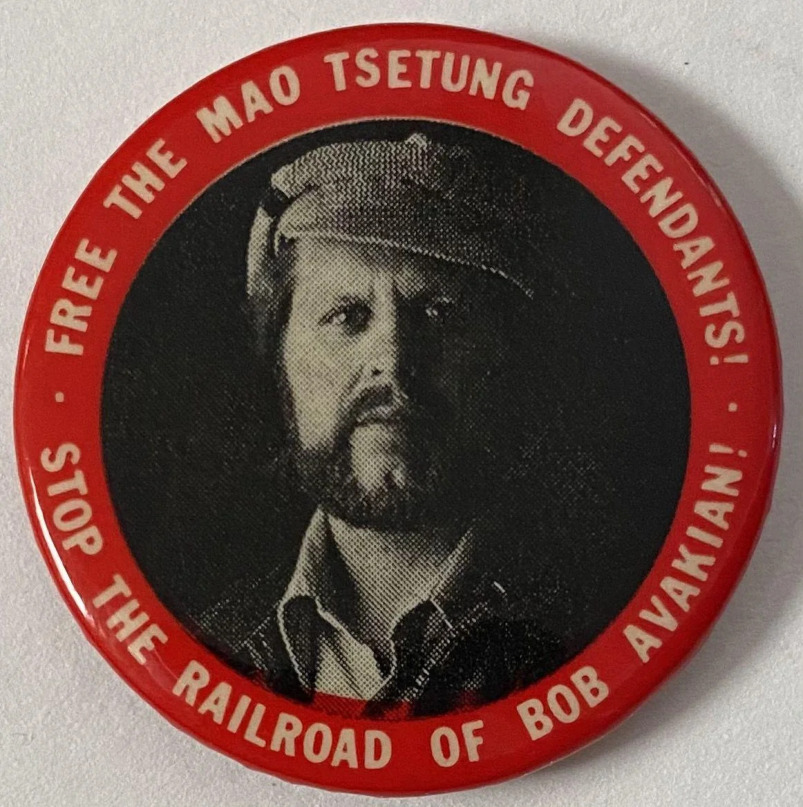 FREE THE MAO TSETUNG DEFENDANTS!
STOP THE RAILROAD OF BOB AVAKIAN!